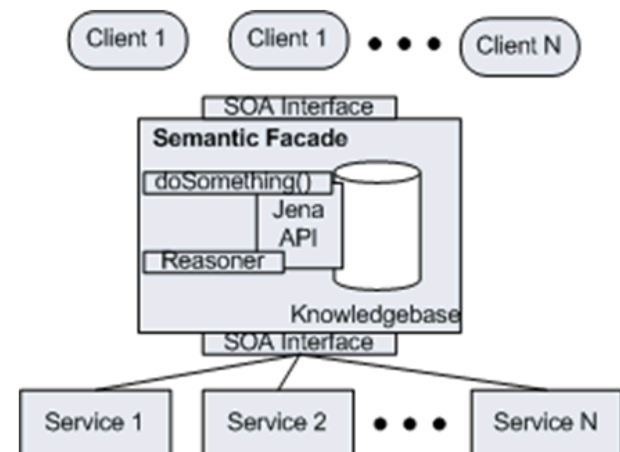 Client 1
Client 1
Client N
SOA Interface
Semantic Facade
doSomething()
Jena
API
Reasoner
Knowledgebase
SOA Interface
Service 1
Service 2
Service N